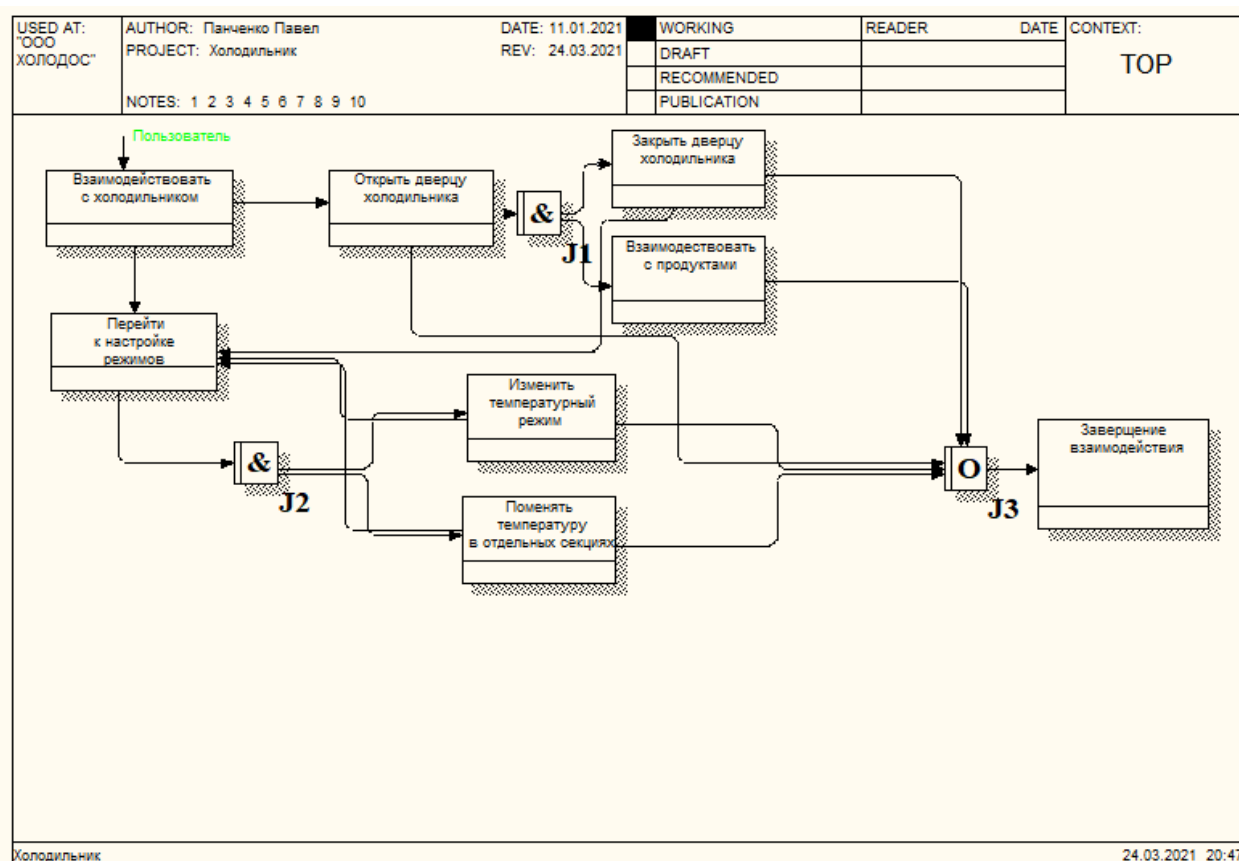 USED AT:
"ООО
ХОЛОДОС"
AUTHOR: Панченко Павел
PROJECT: Холодильник
DATE: 11.01.2021
REV: 24.03.2021
NOTES: 1 2 3 4 5 6 7 8 9 10
WORKING
DRAFT
RECOMMENDED
PUBLICATION
READER DATE
CONTEXT:
TOP
Пользователь
Взаимодействовать
с холодильником
Открыть дверцу
холодильника
&
J1
Закрыть дверцу
холодильника
Взаимодествовать
с продуктами
Перейти
к настройке
режимов
Изменить
температурный
режим
&
J2
Поменять
температуру
в отдельных секциях
O
J3
Заверщение
взаимодействия
Холодильник
24.03.2021 20:47